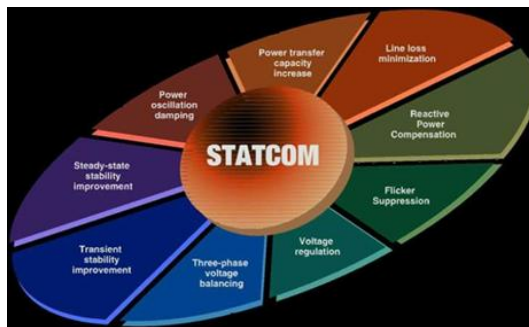 Power transfer
capacity
increase
Line loss
minimization
Power
oscillation
damping
Reactive
Power
Compensation
STATCOM
Steady-state
stability
improvement
Flicker
Suppression
Transient
stability
improvement
Three-phase
voltage
balancing
Voltage
regulation